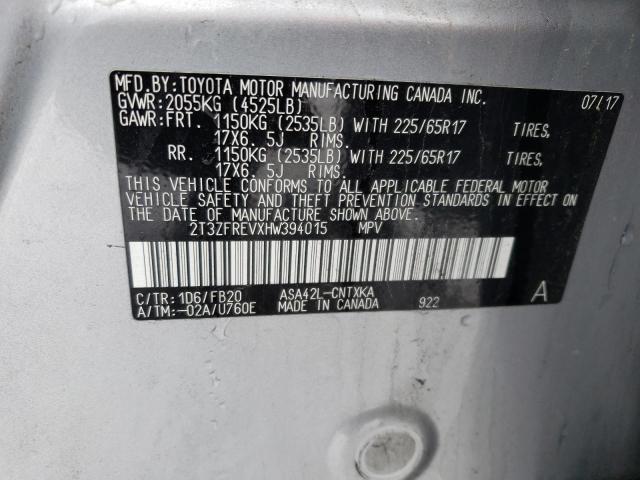 MFD.BY:TOYOTA MOTOR MANUFACTURING CANADA INC. 07/17
GVWR:2055KG (4525LB)
GAWR:FRT. 1150KG (2535LB) WITH 225/65R17 TIRES,
17X6. 5J RIMS.
RR. 1150KG (2535LB) WITH 225/65R17 TIRES,
17X6. 5J RIMS.
THIS VEHICLE CONFORMS TO ALL APPLICABLE FEDERAL MOTOR
VEHICLE SAFETY AND THEFT PREVENTION STANDARDS IN EFFECT ON
THE DATE OF MANUFACTURE SHOWN ABOVE.
2T3ZFREVXHW394015 MPV
C/TR:1D6/FB20 ASA42L-CNTXKA A
A/TM:-02A/U760E MADE IN CANADA 922